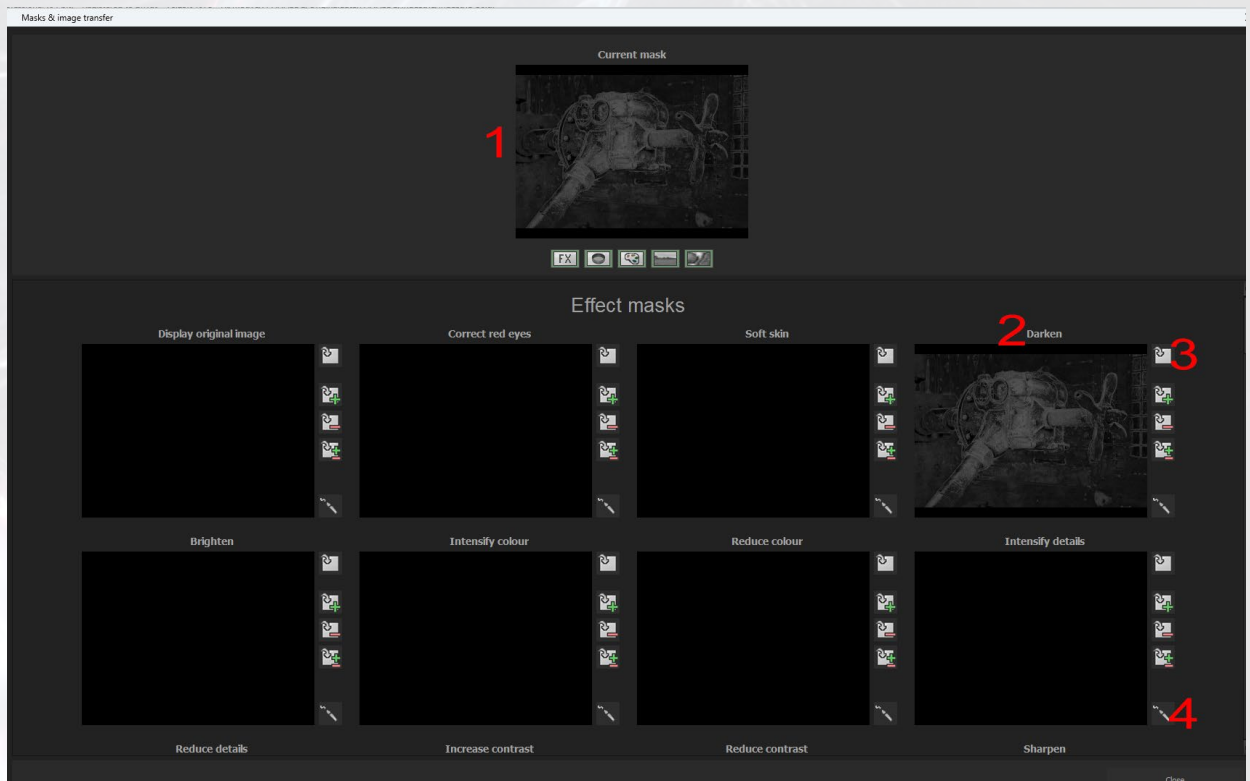 Masks & image transfer
Current mask
1
FX
Effect masks
Display original image
Correct red eyes
Soft skin
2
Darken
3
Brighten
Intensify colour
Reduce colour
Intensify details
4
Reduce details
Increase contrast
Reduce contrast
Sharpen
Close